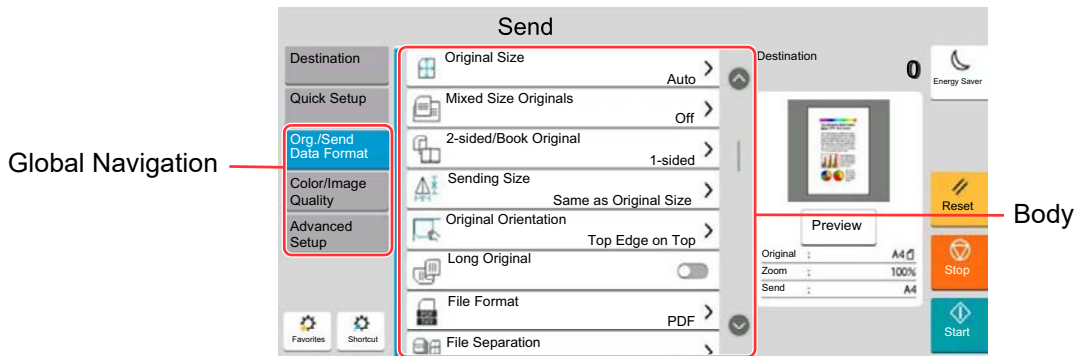 Send
Destination
Quick Setup
Org./Send
Data Format
Color/Image
Quality
Advanced
Setup
Favorites
Shortcut
Global Navigation
Original Size
Auto
Mixed Size Originals
Off
2-sided/Book Original
1-sided
Sending Size
Same as Original Size
Original Orientation
Top Edge on Top
Long Original
File Format
PDF
File Separation
Destination
0
Preview
Original : A4
Zoom : 100%
Send : A4
Energy Saver
Reset
Stop
Start
Body